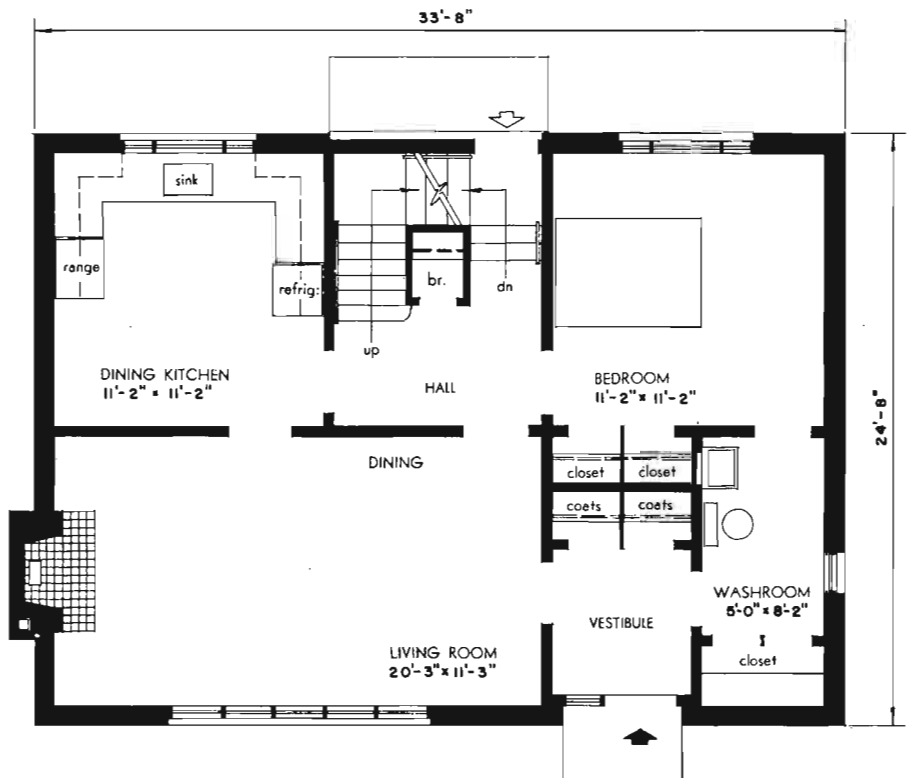 33'-8"
sink
range
refrig:
br.
dn
up
DINING KITCHEN
11'-2" x 11'-2"
HALL
BEDROOM
11'-2" x 11'-2"
24'-8"
DINING
closet
closet
coats
coats
WASHROOM
5'-0" x 8'-2"
VESTIBULE
LIVING ROOM
20'-3" x 11'-3"
closet